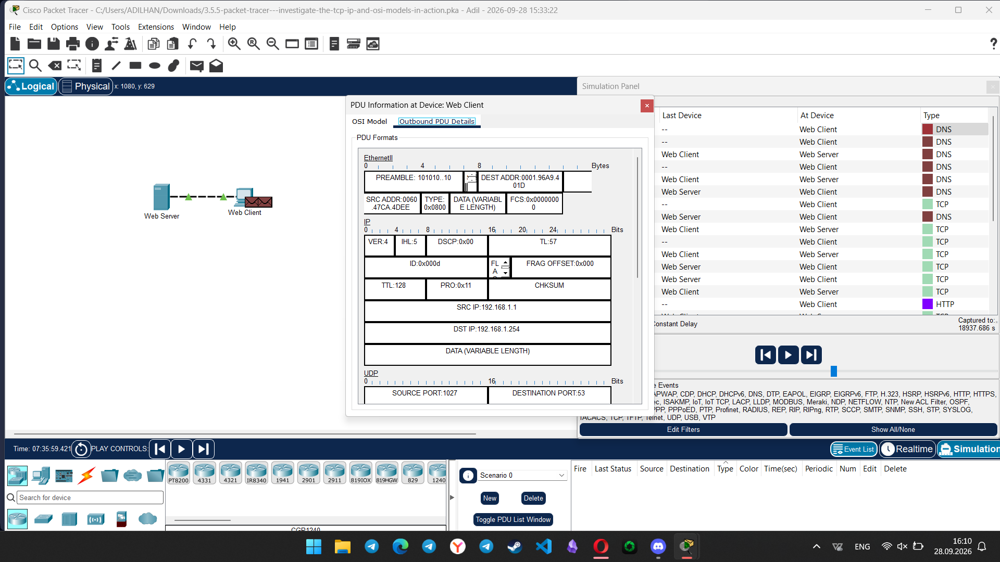 Cisco Packet Tracer - C:/Users/ADILHAN/Downloads/3.5.5-packet-tracer---investigate-the-tcp-ip-and-osi-models-in-action.pka - Adil - 2026-09-28 15:33:22
File Edit Options View Tools Extensions Window Help
Logical Physical x: 1080, y: 629
Simulation Panel
PDU Information at Device: Web Client
OSI Model Outbound PDU Details
PDU Formats
EthernetII
0 4 8 Bytes
PREAMBLE: 101010..10 DEST ADDR:0001.96A9.4
01D
SRC ADDR:0060 TYPE: DATA (VARIABL FCS:0x0000000
.47CA.4DEE 0x0800 E LENGTH) 0
IP
0 4 8 16 20 24 Bits
VER:4 IHL:5 DSCP:0x00 TL:57
ID:0x000d FL A FRAG OFFSET:0x000
TTL:128 PRO:0x11 CHKSUM
SRC IP:192.168.1.1
DST IP:192.168.1.254
DATA (VARIABLE LENGTH)
UDP
0 16 Bits
SOURCE PORT:1027 DESTINATION PORT:53
Web Server
Web Client
Last Device At Device Type
-- Web Client DNS
-- Web Client DNS
Web Client Web Server DNS
-- Web Client DNS
Web Client Web Server DNS
Web Server Web Client DNS
-- Web Client TCP
Web Server Web Client DNS
Web Client Web Server TCP
-- Web Client TCP
Web Client Web Server TCP
Web Server Web Client TCP
Web Server Web Client TCP
Web Client Web Server TCP
-- Web Client HTTP
Constant Delay
Captured to:
18937.686 s
e Events
APWAP, CDP, DHCP, DHCPv6, DNS, DTP, EAPOL, EIGRP, EIGRPv6, FTP, H.323, HSRP, HSRPv6, HTTP, HTTPS,
ec, ISAKMP, IoT, IoT TCP, LACP, LLDP, MODBUS, Meraki, NDP, NETFLOW, NTP, New ACL Filter, OSPF,
PPP, PPPoED, PTP, Profinet, RADIUS, REP, RIP, RIPng, RTP, SCCP, SMTP, SNMP, SSH, STP, SYSLOG,
TACACS, TCP, TFTP, Telnet, UDP, USB, VTP
Edit Filters Show All/None
Time: 07:35:59.421 PLAY CONTROLS:
Event List Realtime Simulation
PT8200 4331 4321 IR8340 1941 2901 2911 819IOX 819HGW 829 1240
Search for device
CGR1240
Scenario 0
New Delete
Toggle PDU List Window
Fire Last Status Source Destination Type Color Time(sec) Periodic Num Edit Delete
ENG
16:10
28.09.2026